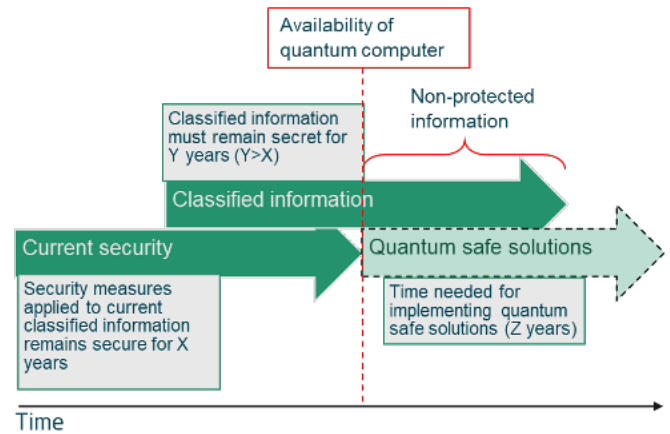 Availability of
quantum computer
Non-protected
information
Classified information
must remain secret for
Y years (Y>X)
Classified information
Current security
Quantum safe solutions
Security measures
applied to current
classified information
remains secure for X
years
Time needed for
implementing quantum
safe solutions (Z years)
Time